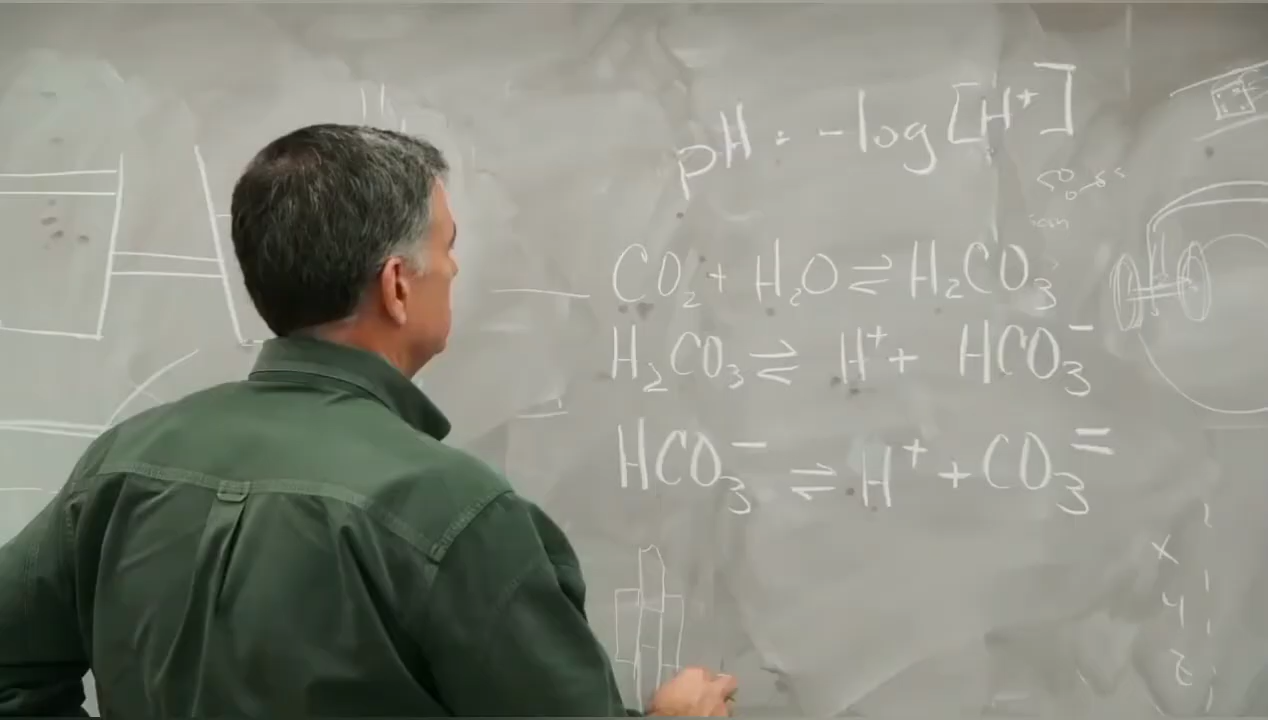 pH = -log [H⁺]
CO₂ + H₂O ⇌ H₂CO₃
H₂CO₃ ⇌ H⁺ + HCO₃⁻
HCO₃⁻ ⇌ H⁺ + CO₃⁼
x
y
z